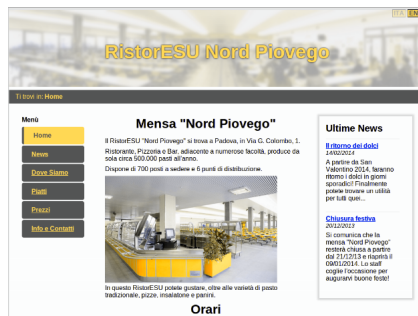 ITA EN
RistorESU Nord Piovego
Ti trovi in: Home
Menù
Home
News
Dove Siamo
Piatti
Prezzi
Info e Contatti
Mensa "Nord Piovego"
Il RistorESU "Nord Piovego" si trova a Padova, in Via G. Colombo, 1.
Ristorante, Pizzeria e Bar, adiacente a numerose facoltà, produce da
sola circa 500.000 pasti all'anno.
Dispone di 700 posti a sedere e 6 punti di distribuzione.
In questo RistorESU potete gustare, oltre alle varietà di pasto
tradizionale, pizze, insalatone e panini.
Orari
Ultime News
Il ritorno dei dolci
14/02/2014
A partire da San
Valentino 2014, faranno
ritorno i dolci in giorni
sporadici! Finalmente
potete trovare un utilità
per tutti quei...
Chiusura festiva
20/12/2013
Si comunica che la
mensa "Nord Piovego"
resterà chiusa a partire
dal 21/12/13 e riaprirà il
09/01/2014. Lo staff
coglie l'occasione per
augurarvi buone feste!